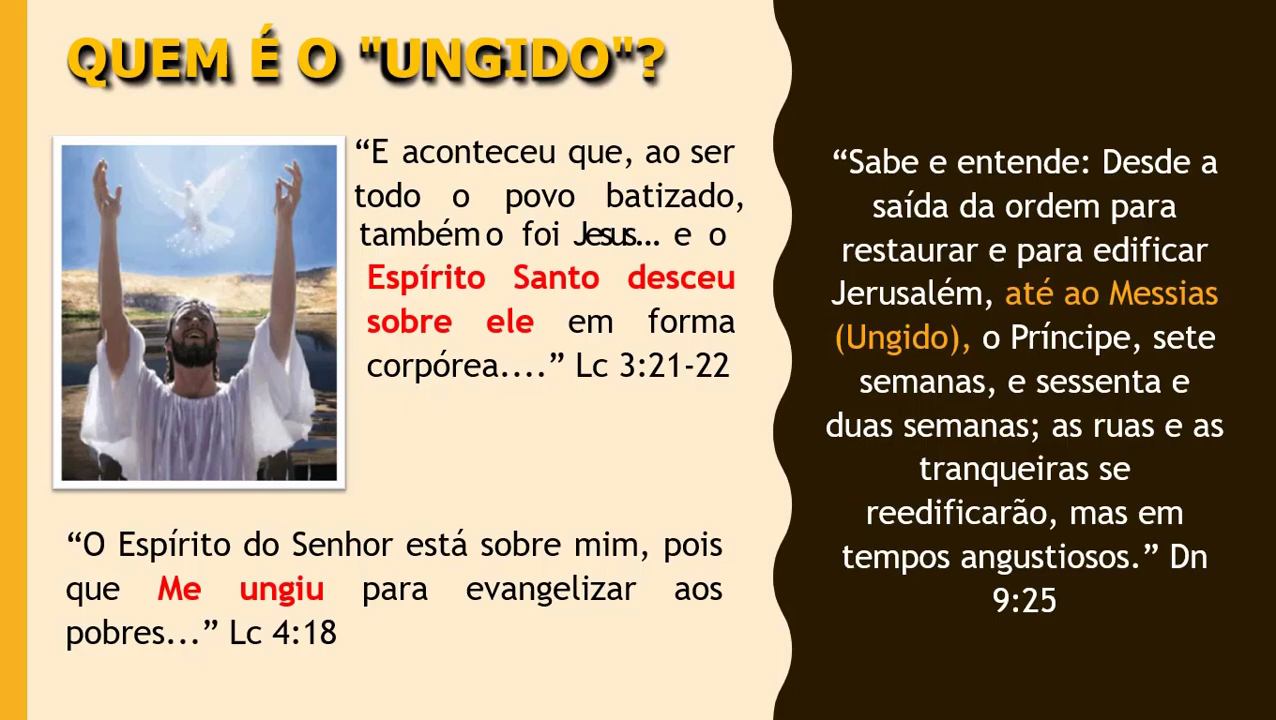 QUEM É O "UNGIDO"?
“E aconteceu que, ao ser
todo o povo batizado,
também o foi Jesus... e o
Espírito Santo desceu
sobre ele em forma
corpórea....” Lc 3:21-22
“O Espírito do Senhor está sobre mim, pois
que Me ungiu para evangelizar aos
pobres...” Lc 4:18
“Sabe e entende: Desde a
saída da ordem para
restaurar e para edificar
Jerusalém, até ao Messias
(Ungido), o Príncipe, sete
semanas, e sessenta e
duas semanas; as ruas e as
tranqueiras se
reedificarão, mas em
tempos angustiosos.” Dn
9:25